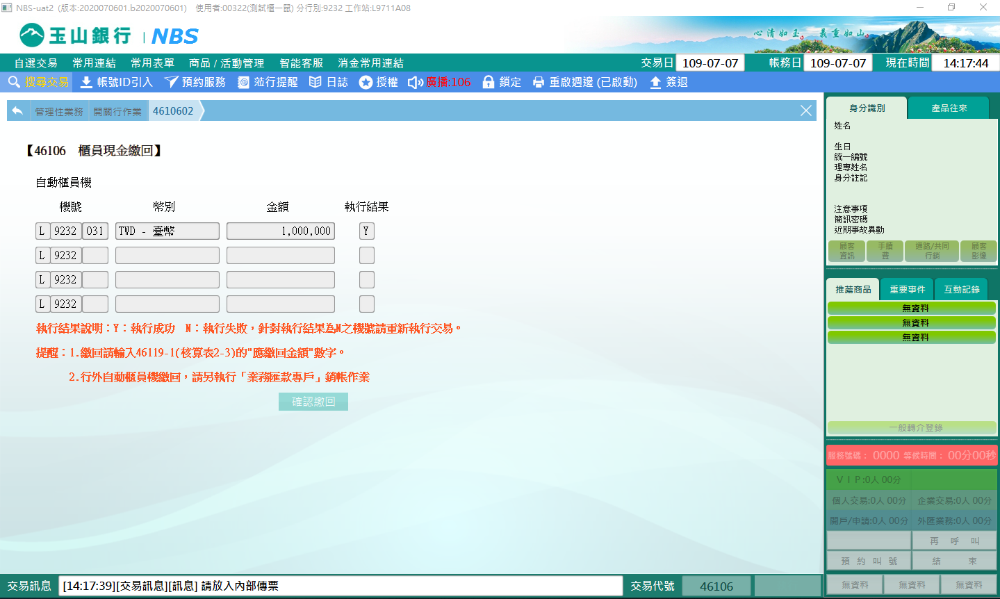 NBS-uat2 (版本:2020070601.b2020070601) 使用者:00322(測試櫃一鼠) 分行別:9232 工作站:L9711A08
玉山銀行 | NBS
心清如玉。 義重如山。
自選交易 常用連結 常用表單 商品 / 活動管理 智能客服 消金常用連結 交易日 109-07-07 帳務日 109-07-07 現在時間 14:17:44
搜尋交易 帳號ID引入 預約服務 蒞行提醒 日誌 授權 廣播:106 鎖定 重啟週邊 (已啟動) 簽退
管理性業務 開關行作業 4610602
【46106 櫃員現金繳回】
自動櫃員機
機號 幣別 金額 執行結果
L 9232 031 TWD - 臺幣 1,000,000 Y
L 9232
L 9232
L 9232
執行結果說明：Y：執行成功 N：執行失敗，針對執行結果為N之機號請重新執行交易。
提醒：1.繳回請輸入46119-1(核算表2-3)的"應繳回金額"數字。
2.行外自動櫃員機繳回，請另執行「業務匯款專戶」銷帳作業
確認繳回
交易訊息 [14:17:39][交易訊息][訊息] 請放入內部傳票 交易代號 46106
身分識別 產品往來
姓名
生日
統一編號
理專姓名
身分註記
注意事項
簡訊密碼
近期事故異動
顧客資訊 手續費 通路/共同行銷 顧客影像
推薦商品 重要事件 互動記錄
無資料
無資料
無資料
一般轉介登錄
服務號碼： 0000 等候時間： 00分00秒
ＶＩＰ:0人 00分
個人交易:0人 00分 企業交易:0人 00分
開戶/申請:0人 00分 外匯業務:0人 00分
再 呼 叫
預 約 叫 號 結 束
無資料 無資料 無資料